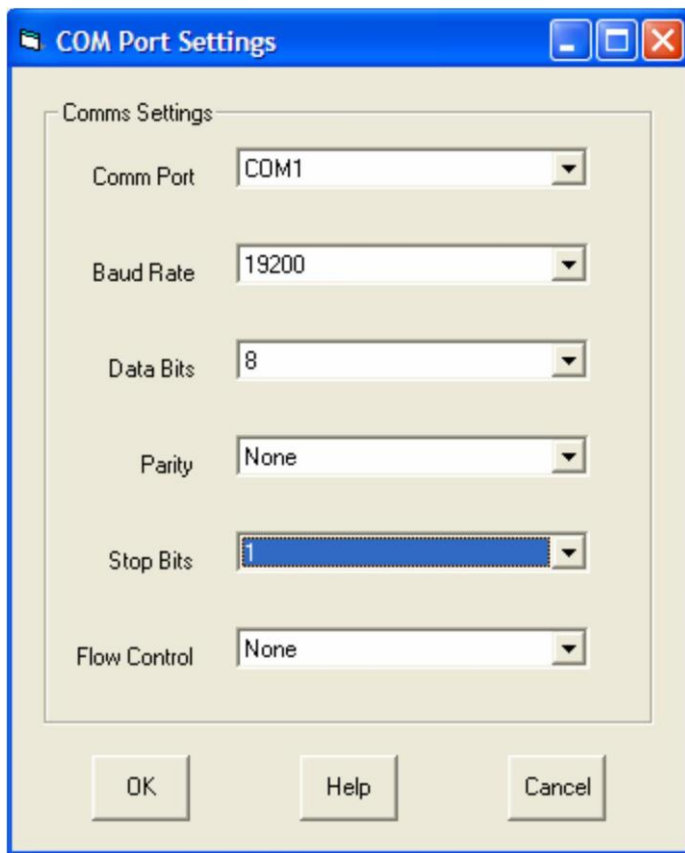 COM Port Settings
Comms Settings
Comm Port COM1
Baud Rate 19200
Data Bits 8
Parity None
Stop Bits 1
Flow Control None
OK Help Cancel